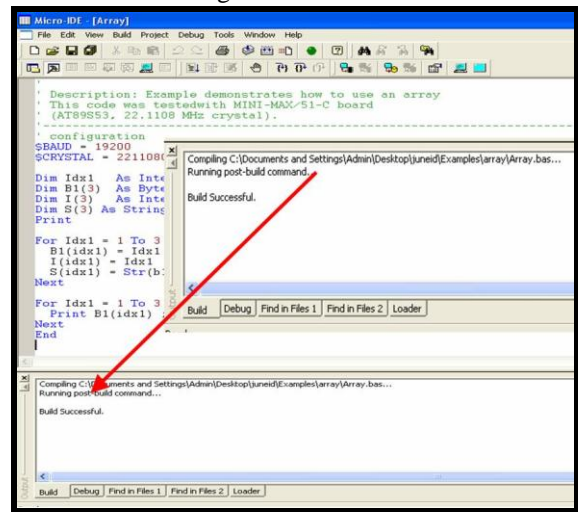 Micro-IDE - [Array]
File Edit View Build Project Debug Tools Window Help
' Description: Example demonstrates how to use an array
' This code was testedwith MINI-MAX/51-C board
' (AT89S53, 22.1108 MHz crystal).
' configuration
$BAUD = 19200
$CRYSTAL = 2211080
Dim Idx1 As Inte
Dim B1(3) As Byte
Dim I(3) As Inte
Dim S(3) As String
Print
For Idx1 = 1 To 3
B1(idx1) = Idx1
I(idx1) = Idx1
S(idx1) = Str(b
Next
For Idx1 = 1 To 3
Print B1(idx1) ;
Next
End
Compiling C:\Documents and Settings\Admin\Desktop\juneid\Examples\array\Array.bas...
Running post-build command...
Build Successful.
Output
Build Debug Find in Files 1 Find in Files 2 Loader
Compiling C:\Documents and Settings\Admin\Desktop\juneid\Examples\array\Array.bas...
Running post-build command...
Build Successful.
Output
Build Debug Find in Files 1 Find in Files 2 Loader